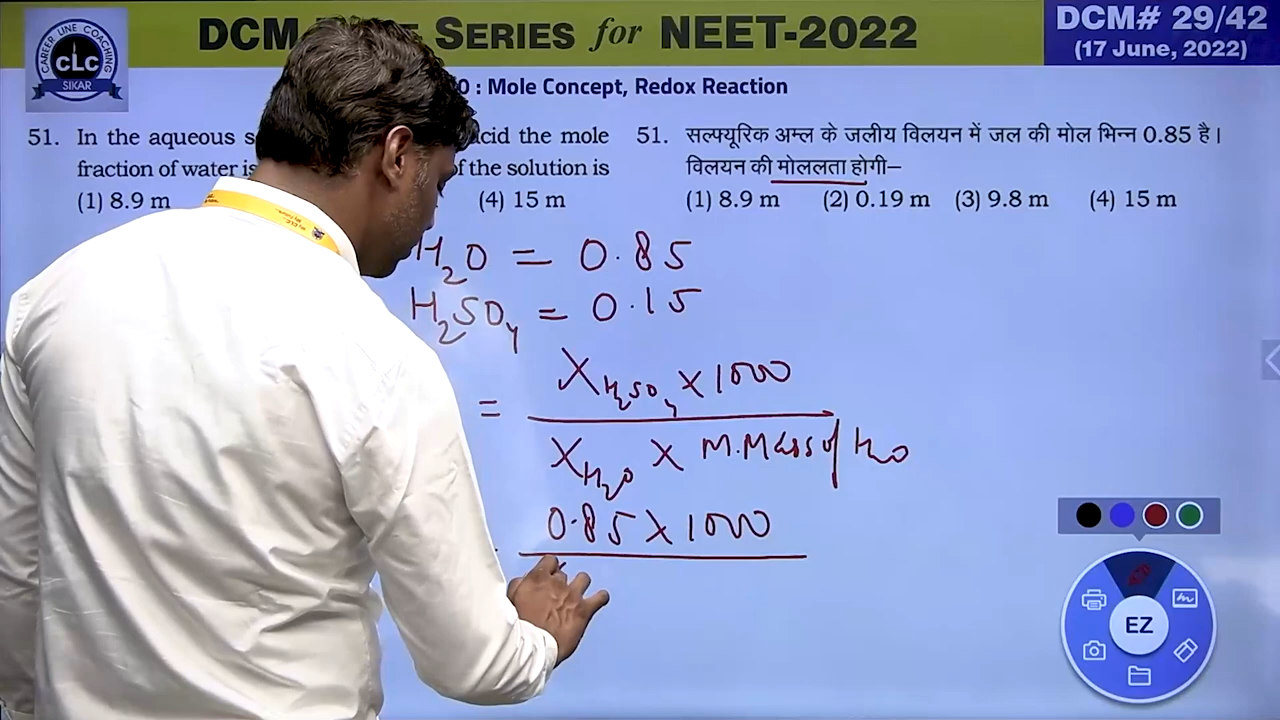 DCM SERIES for NEET-2022
DCM# 29/42
(17 June, 2022)
CAREER LINE COACHING
CLC
SIKAR
: Mole Concept, Redox Reaction
51. In the aqueous acid the mole
fraction of water is of the solution is
(1) 8.9 m (4) 15 m
51. सल्फ्यूरिक अम्ल के जलीय विलयन में जल की मोल भिन्न 0.85 है।
विलयन की मोललता होगी–
(1) 8.9 m (2) 0.19 m (3) 9.8 m (4) 15 m
H2O = 0.85
H2SO4 = 0.15
= XH2SO4 × 1000
XH2O × M.Mass of H2O
0.85 × 1000
EZ